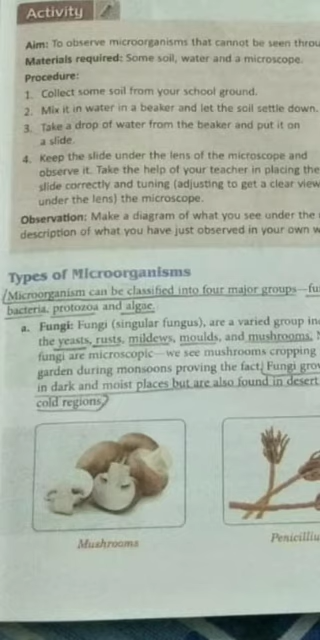 Activity
Aim: To observe microorganisms that cannot be seen
Materials required: Some soil, water and a microscope.
Procedure:
1. Collect some soil from your school ground.
2. Mix it in water in a beaker and let the soil settle down.
3. Take a drop of water from the beaker and put it on
a slide.
4. Keep the slide under the lens of the microscope and
observe it. Take the help of your teacher in placing the
slide correctly and tuning (adjusting to get a clear view
under the lens) the microscope.
Observation: Make a diagram of what you see under the
description of what you have just observed in your own
Types of Microorganisms
Microorganism can be classified into four major groups—
bacteria, protozoa and algae.
a. Fungi: Fungi (singular fungus), are a varied group
the yeasts, rusts, mildews, moulds, and mushrooms.
fungi are microscopic—we see mushrooms cropping
garden during monsoons proving the fact. Fungi
in dark and moist places but are also found in desert
cold regions.
Mushrooms